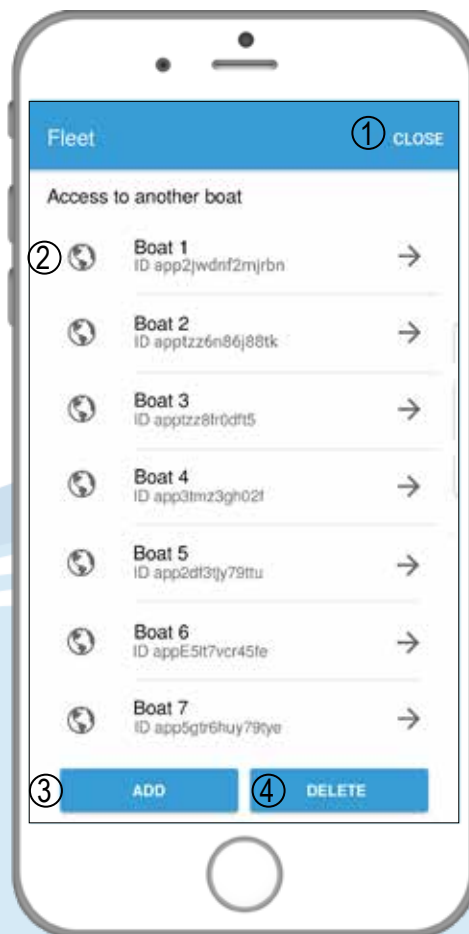 Fleet
① CLOSE
Access to another boat
② Boat 1
ID app2jwdnf2mjrbn
Boat 2
ID apptzz6n86j88tk
Boat 3
ID apptzz8fr0dft5
Boat 4
ID app3tmz3gh02f
Boat 5
ID app2df3tjy79ttu
Boat 6
ID appE5lt7vcr45fe
Boat 7
ID app5gtr6huy79tye
③ ADD
④ DELETE